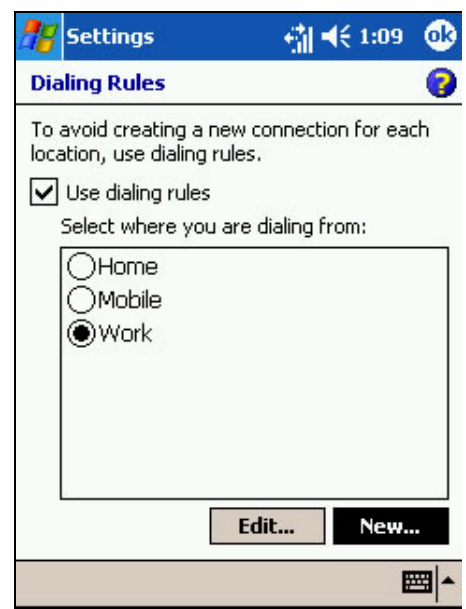 Settings 1:09 ok
Dialing Rules ?
To avoid creating a new connection for each
location, use dialing rules.
Use dialing rules
Select where you are dialing from:
Home
Mobile
Work
Edit... New...